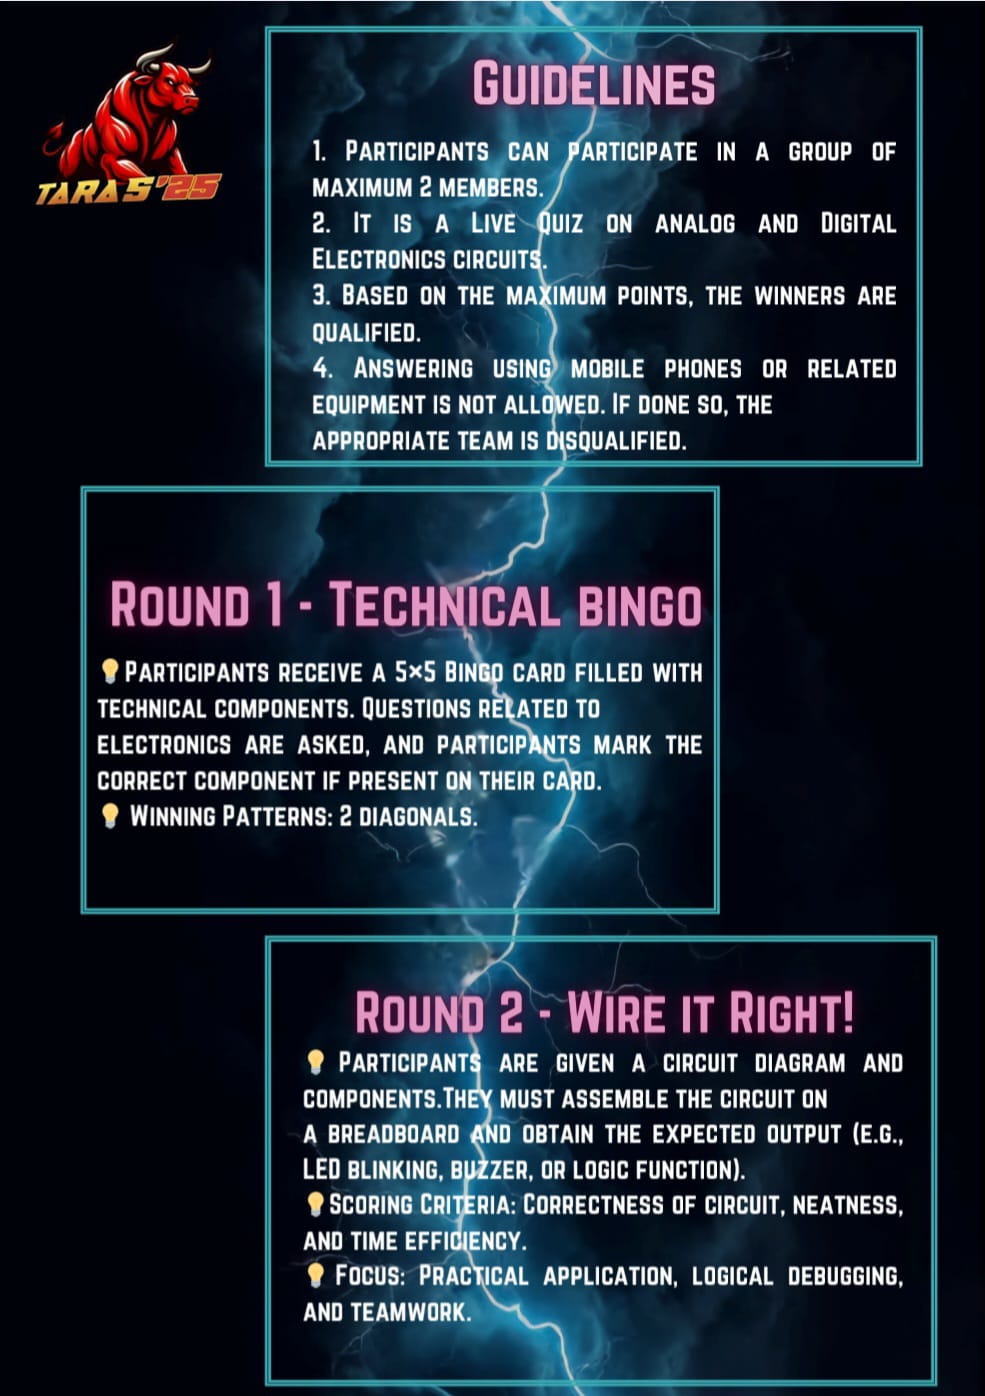 TARAS'25
GUIDELINES
1. PARTICIPANTS CAN PARTICIPATE IN A GROUP OF
MAXIMUM 2 MEMBERS.
2. IT IS A LIVE QUIZ ON ANALOG AND DIGITAL
ELECTRONICS CIRCUITS.
3. BASED ON THE MAXIMUM POINTS, THE WINNERS ARE
QUALIFIED.
4. ANSWERING USING MOBILE PHONES OR RELATED
EQUIPMENT IS NOT ALLOWED. IF DONE SO, THE
APPROPRIATE TEAM IS DISQUALIFIED.
ROUND 1 - TECHNICAL BINGO
💡PARTICIPANTS RECEIVE A 5×5 BINGO CARD FILLED WITH
TECHNICAL COMPONENTS. QUESTIONS RELATED TO
ELECTRONICS ARE ASKED, AND PARTICIPANTS MARK THE
CORRECT COMPONENT IF PRESENT ON THEIR CARD.
💡 WINNING PATTERNS: 2 DIAGONALS.
ROUND 2 - WIRE IT RIGHT!
💡 PARTICIPANTS ARE GIVEN A CIRCUIT DIAGRAM AND
COMPONENTS.THEY MUST ASSEMBLE THE CIRCUIT ON
A BREADBOARD AND OBTAIN THE EXPECTED OUTPUT (E.G.,
LED BLINKING, BUZZER, OR LOGIC FUNCTION).
💡SCORING CRITERIA: CORRECTNESS OF CIRCUIT, NEATNESS,
AND TIME EFFICIENCY.
💡 FOCUS: PRACTICAL APPLICATION, LOGICAL DEBUGGING,
AND TEAMWORK.